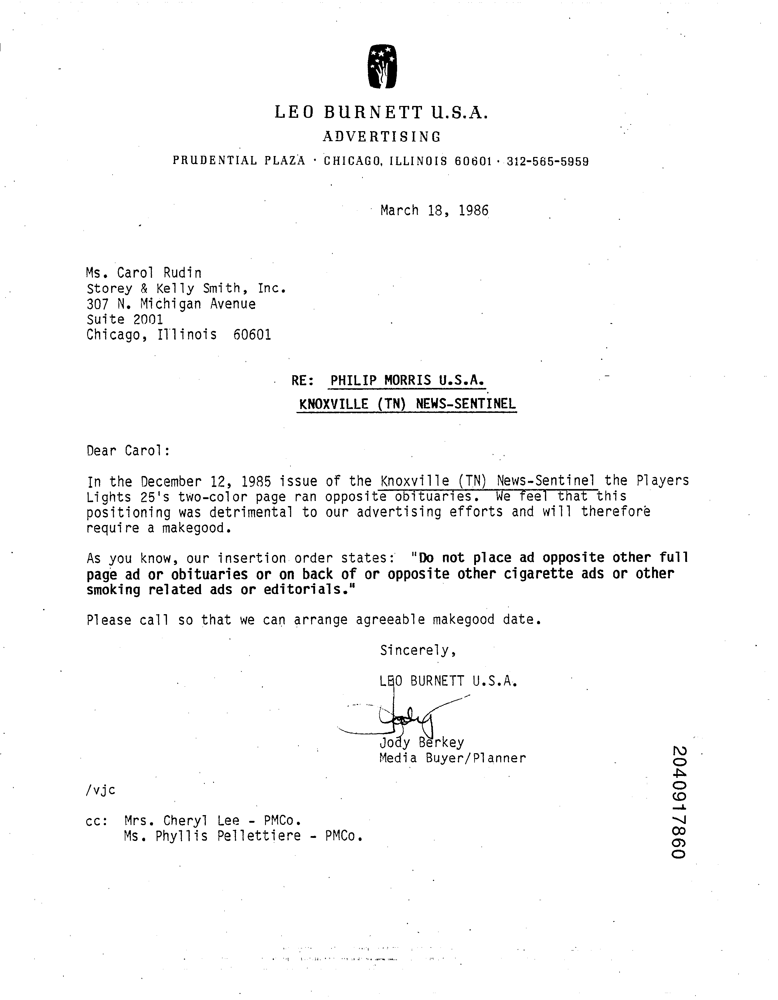 LEO BURNETT U.S.A.
ADVERTISING
PRUDENTIAL PLAZA · CHICAGO, ILLINOIS 60601 · 312-565-5959
March 18, 1986
Ms. Carol Rudin
Storey & Kelly Smith, Inc.
307 N. Michigan Avenue
Suite 2001
Chicago, Illinois 60601
RE: PHILIP MORRIS U.S.A.
KNOXVILLE (TN) NEWS-SENTINEL
Dear Carol:
In the December 12, 1985 issue of the Knoxville (TN) News-Sentinel the Players
Lights 25's two-color page ran opposite obituaries. We feel that this
positioning was detrimental to our advertising efforts and will therefore
require a makegood.
As you know, our insertion order states: "Do not place ad opposite other full
page ad or obituaries or on back of or opposite other cigarette ads or other
smoking related ads or editorials."
Please call so that we can arrange agreeable makegood date.
Sincerely,
LEO BURNETT U.S.A.
Jody
Jody Berkey
Media Buyer/Planner
/vjc
cc: Mrs. Cheryl Lee - PMCo.
Ms. Phyllis Pellettiere - PMCo.
2040917860